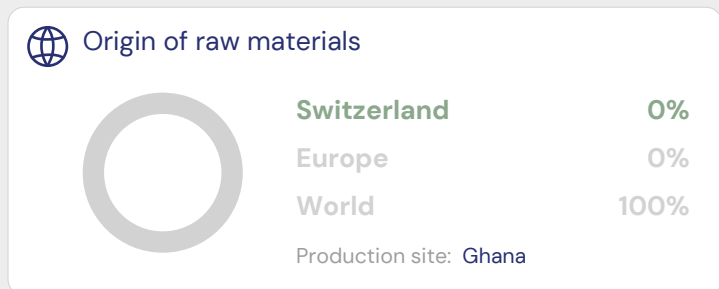 Origin of raw materials
Switzerland 0%
Europe 0%
World 100%
Production site: Ghana